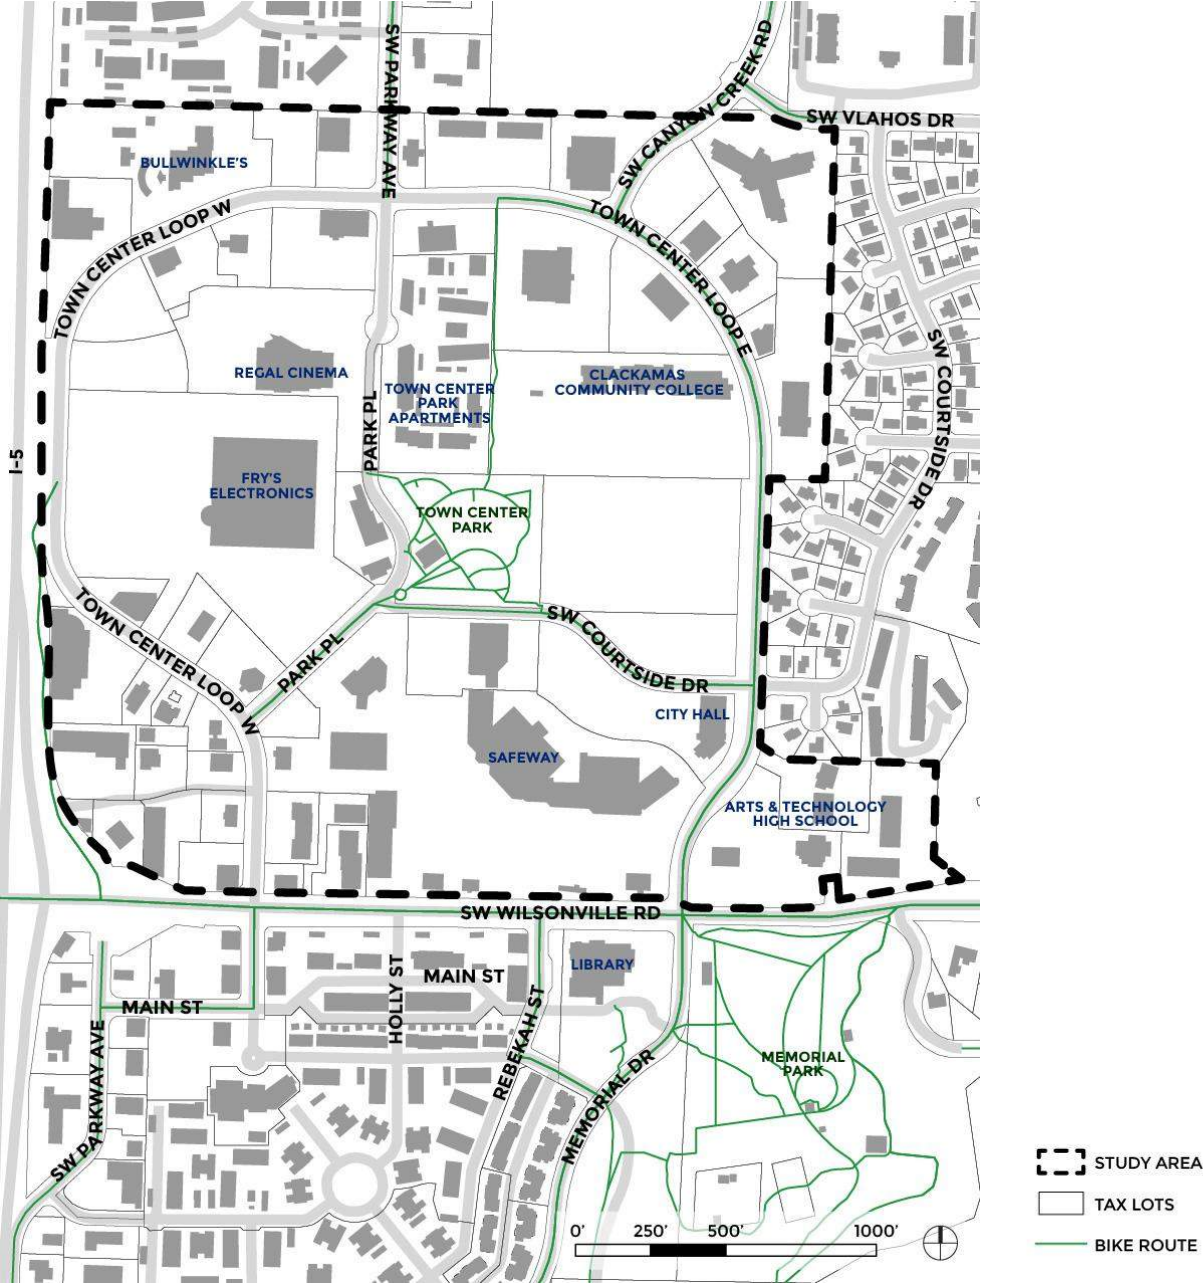 SW PARKWAY AVE
SW CANYON CREEK RD
SW VLAHOS DR
BULLWINKLE'S
TOWN CENTER LOOP W
TOWN CENTER LOOP E
SW COURTSIDE DR
REGAL CINEMA
TOWN CENTER
PARK
APARTMENTS
CLACKAMAS
COMMUNITY COLLEGE
PARK PL
I-5
FRY'S
ELECTRONICS
TOWN CENTER
PARK
TOWN CENTER LOOP W
PARK PL
SW COURTSIDE DR
CITY HALL
SAFEWAY
ARTS & TECHNOLOGY
HIGH SCHOOL
SW WILSONVILLE RD
LIBRARY
MAIN ST
MAIN ST
HOLLY ST
REBEKAH ST
SW PARKWAY AVE
MEMORIAL DR
MEMORIAL
PARK
STUDY AREA
TAX LOTS
BIKE ROUTE
0' 250' 500' 1000'